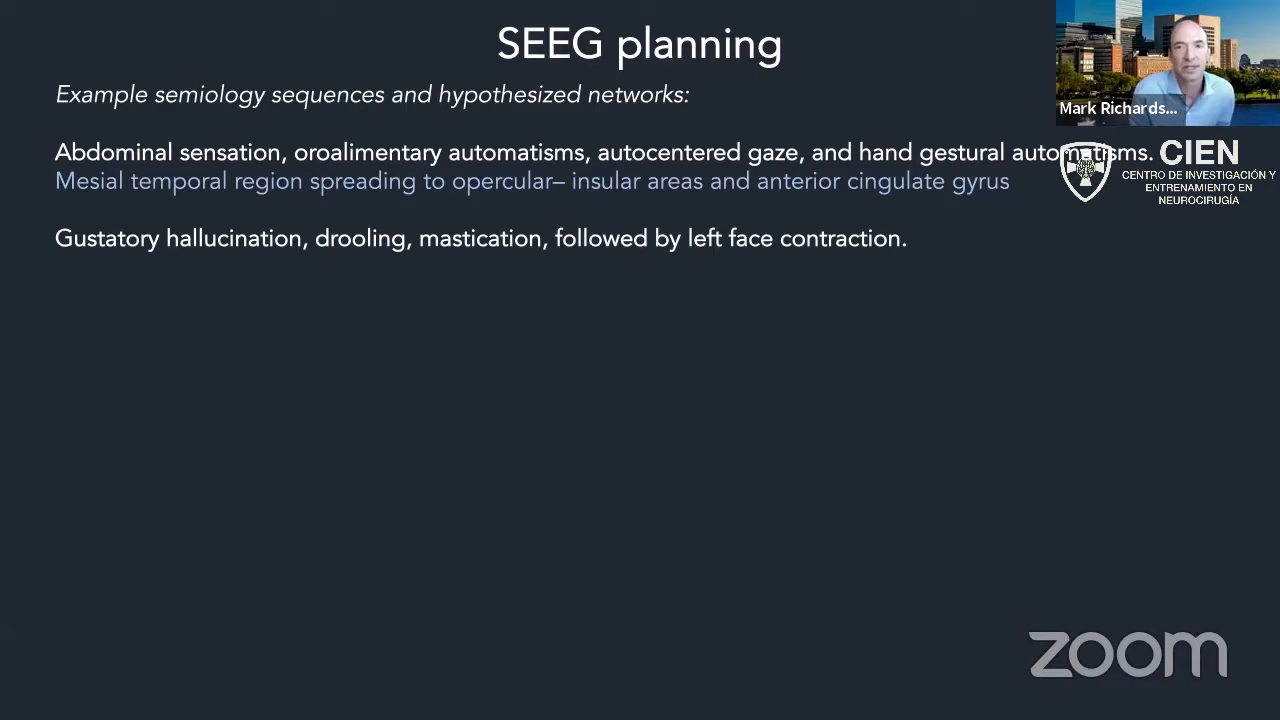 SEEG planning
Example semiology sequences and hypothesized networks:
Mark Richards...
Abdominal sensation, oroalimentary automatisms, autocentered gaze, and hand gestural automatisms.
Mesial temporal region spreading to opercular– insular areas and anterior cingulate gyrus
CIEN
CENTRO DE INVESTIGACIÓN Y
ENTRENAMIENTO EN
NEUROCIRUGÍA
Gustatory hallucination, drooling, mastication, followed by left face contraction.
zoom